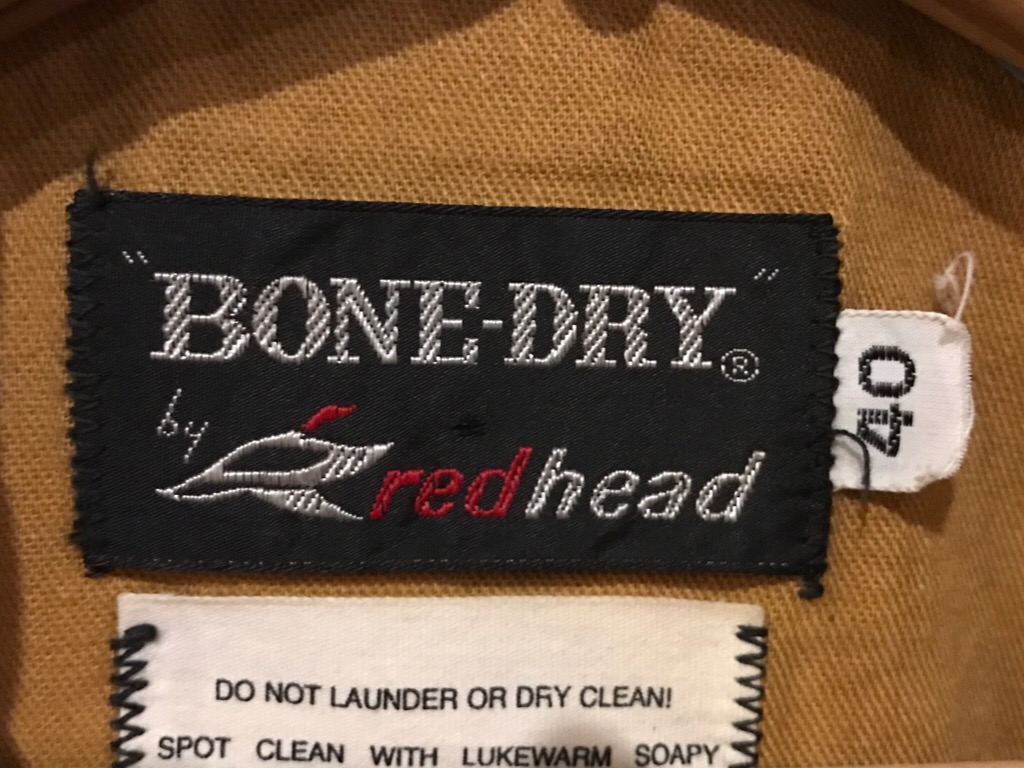 "BONE-DRY"®
by redhead
40
DO NOT LAUNDER OR DRY CLEAN!
SPOT CLEAN WITH LUKEWARM SOAPY